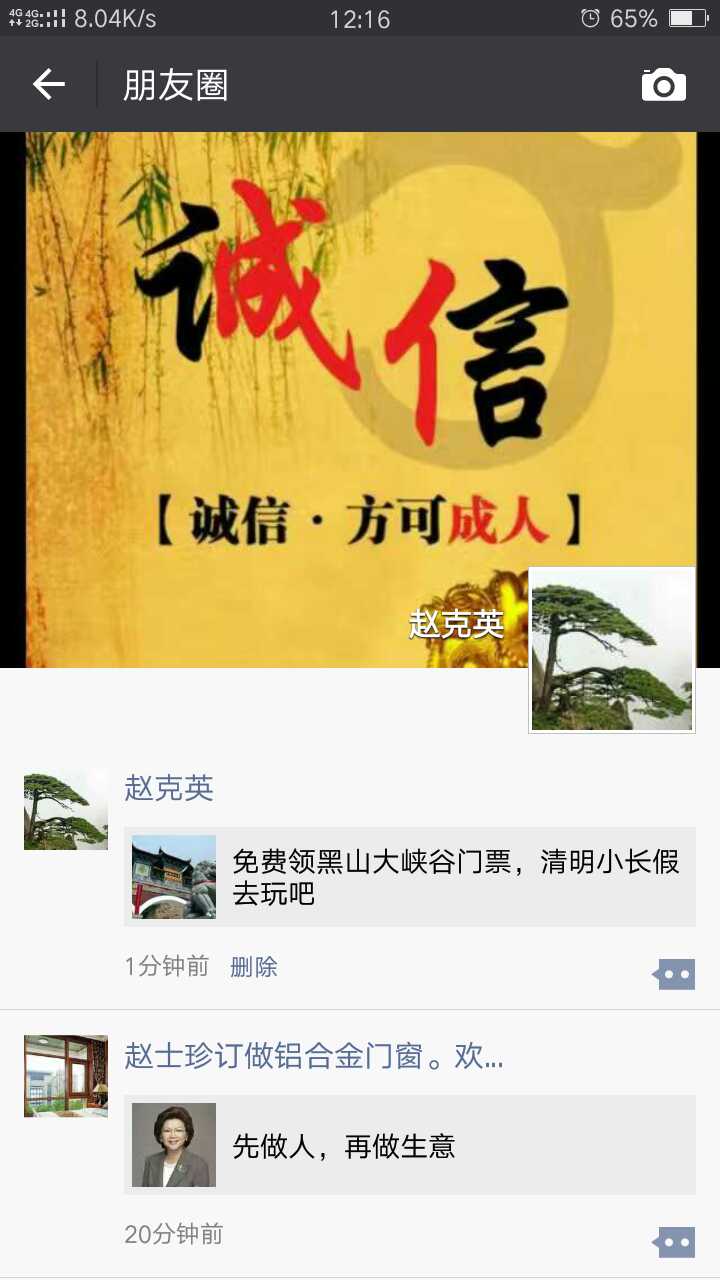 4G 4G 2G 8.04K/s 12:16 65%
朋友圈
诚信
【诚信·方可成人】
赵克英
赵克英
免费领黑山大峡谷门票，清明小长假
去玩吧
1分钟前 删除
赵士珍订做铝合金门窗。欢...
先做人，再做生意
20分钟前